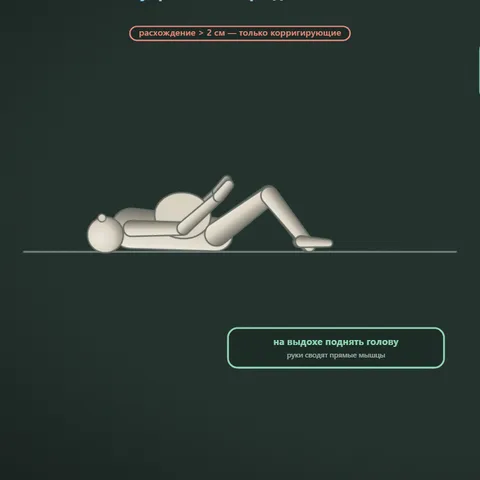 расхождение > 2 см — только корригирующие
на выдохе поднять голову
руки сводят прямые мышцы